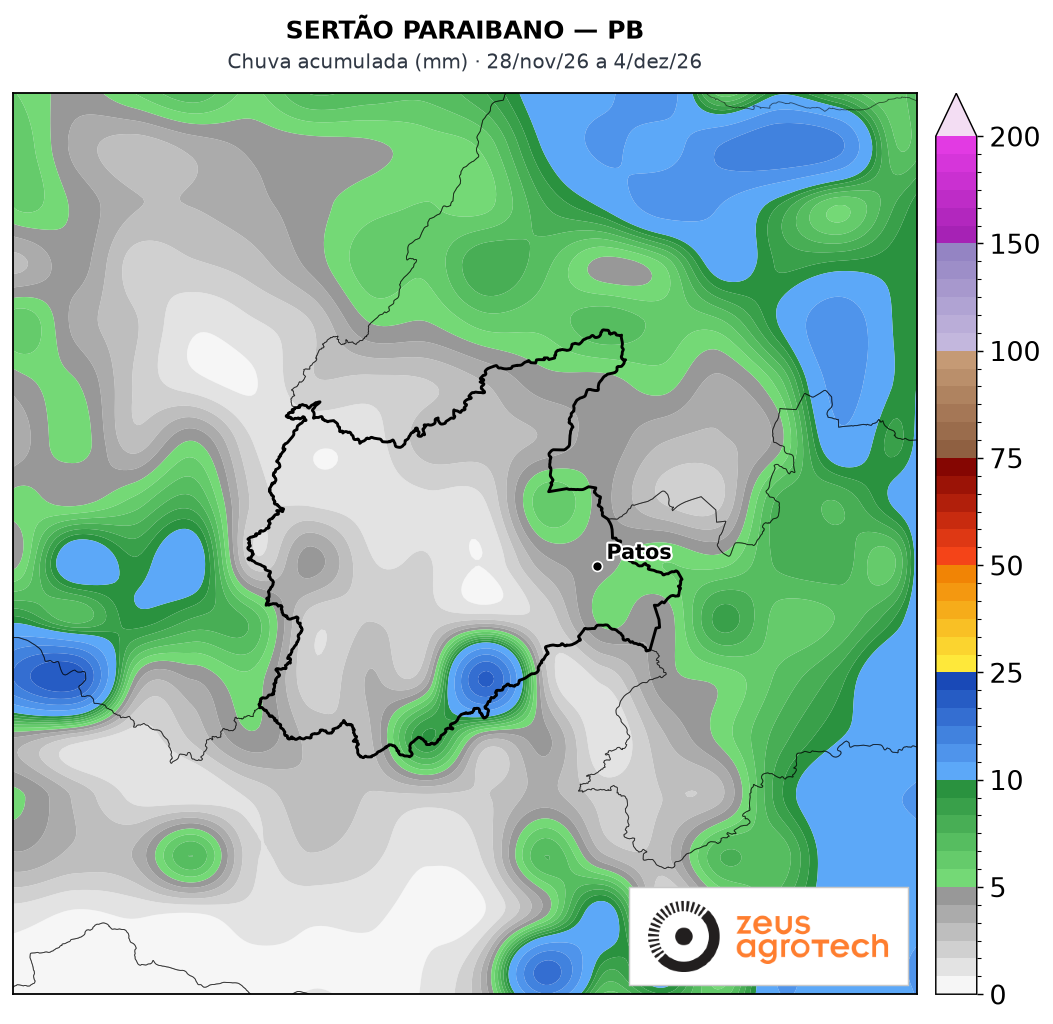 SERTÃO PARAIBANO — PB
Chuva acumulada (mm) · 28/nov/26 a 4/dez/26
200
150
100
75
50
25
10
5
0
Patos
zeus
agrotech